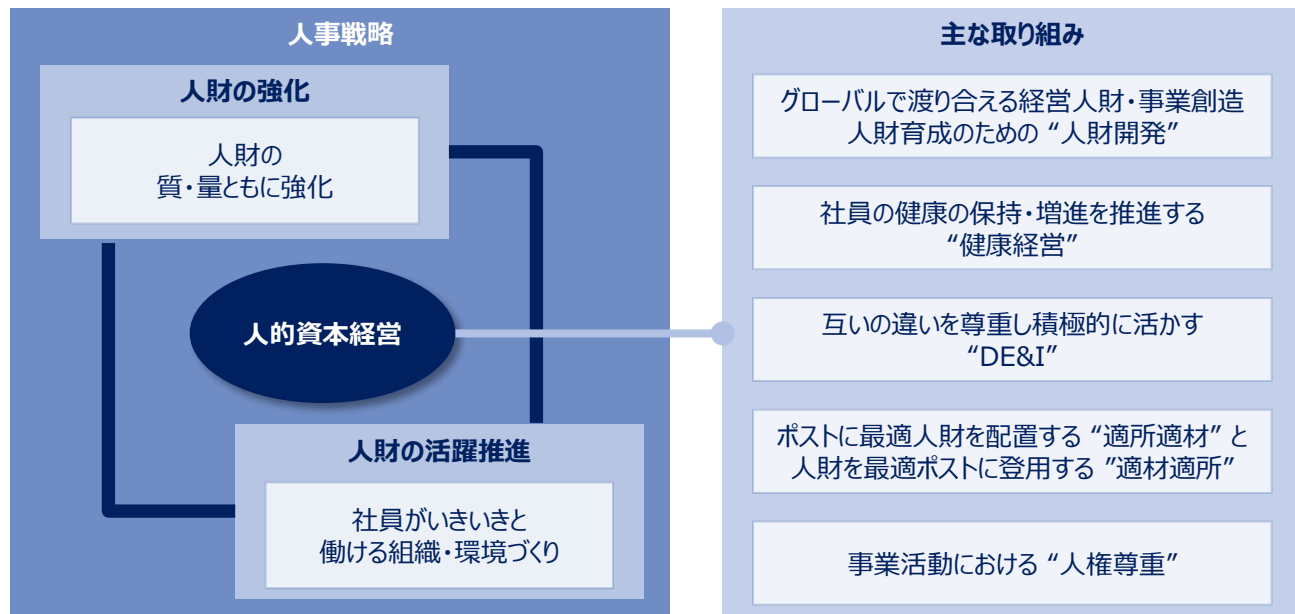 人事戦略
人財の強化
人財の
質・量ともに強化
人的資本経営
人財の活躍推進
社員がいきいきと
働ける組織・環境づくり
主な取り組み
グローバルで渡り合える経営人財・事業創造
人財育成のための “人財開発”
社員の健康の保持・増進を推進する
“健康経営”
互いの違いを尊重し積極的に活かす
“DE&I”
ポストに最適人財を配置する “適所適材” と
人財を最適ポストに登用する ”適材適所”
事業活動における “人権尊重”